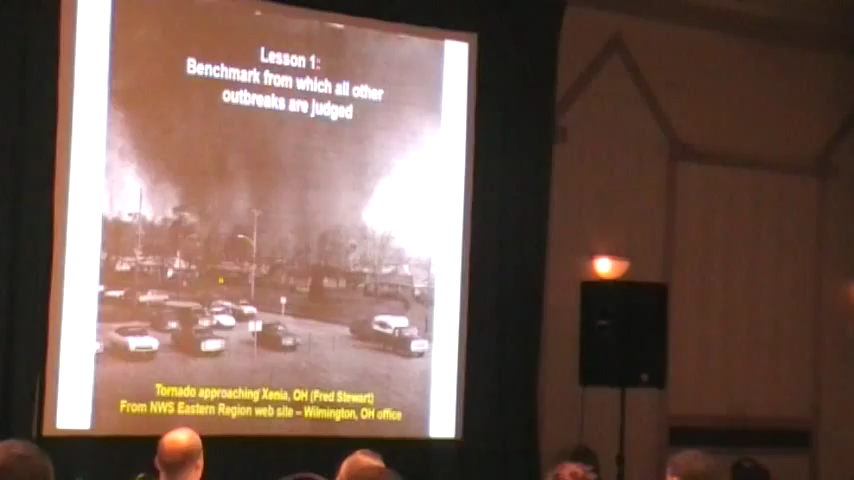 Lesson 1:
Benchmark from which all other
outbreaks are judged
Tornado approaching Xenia, OH (Fred Stewart)
From NWS Eastern Region web site – Wilmington, OH office